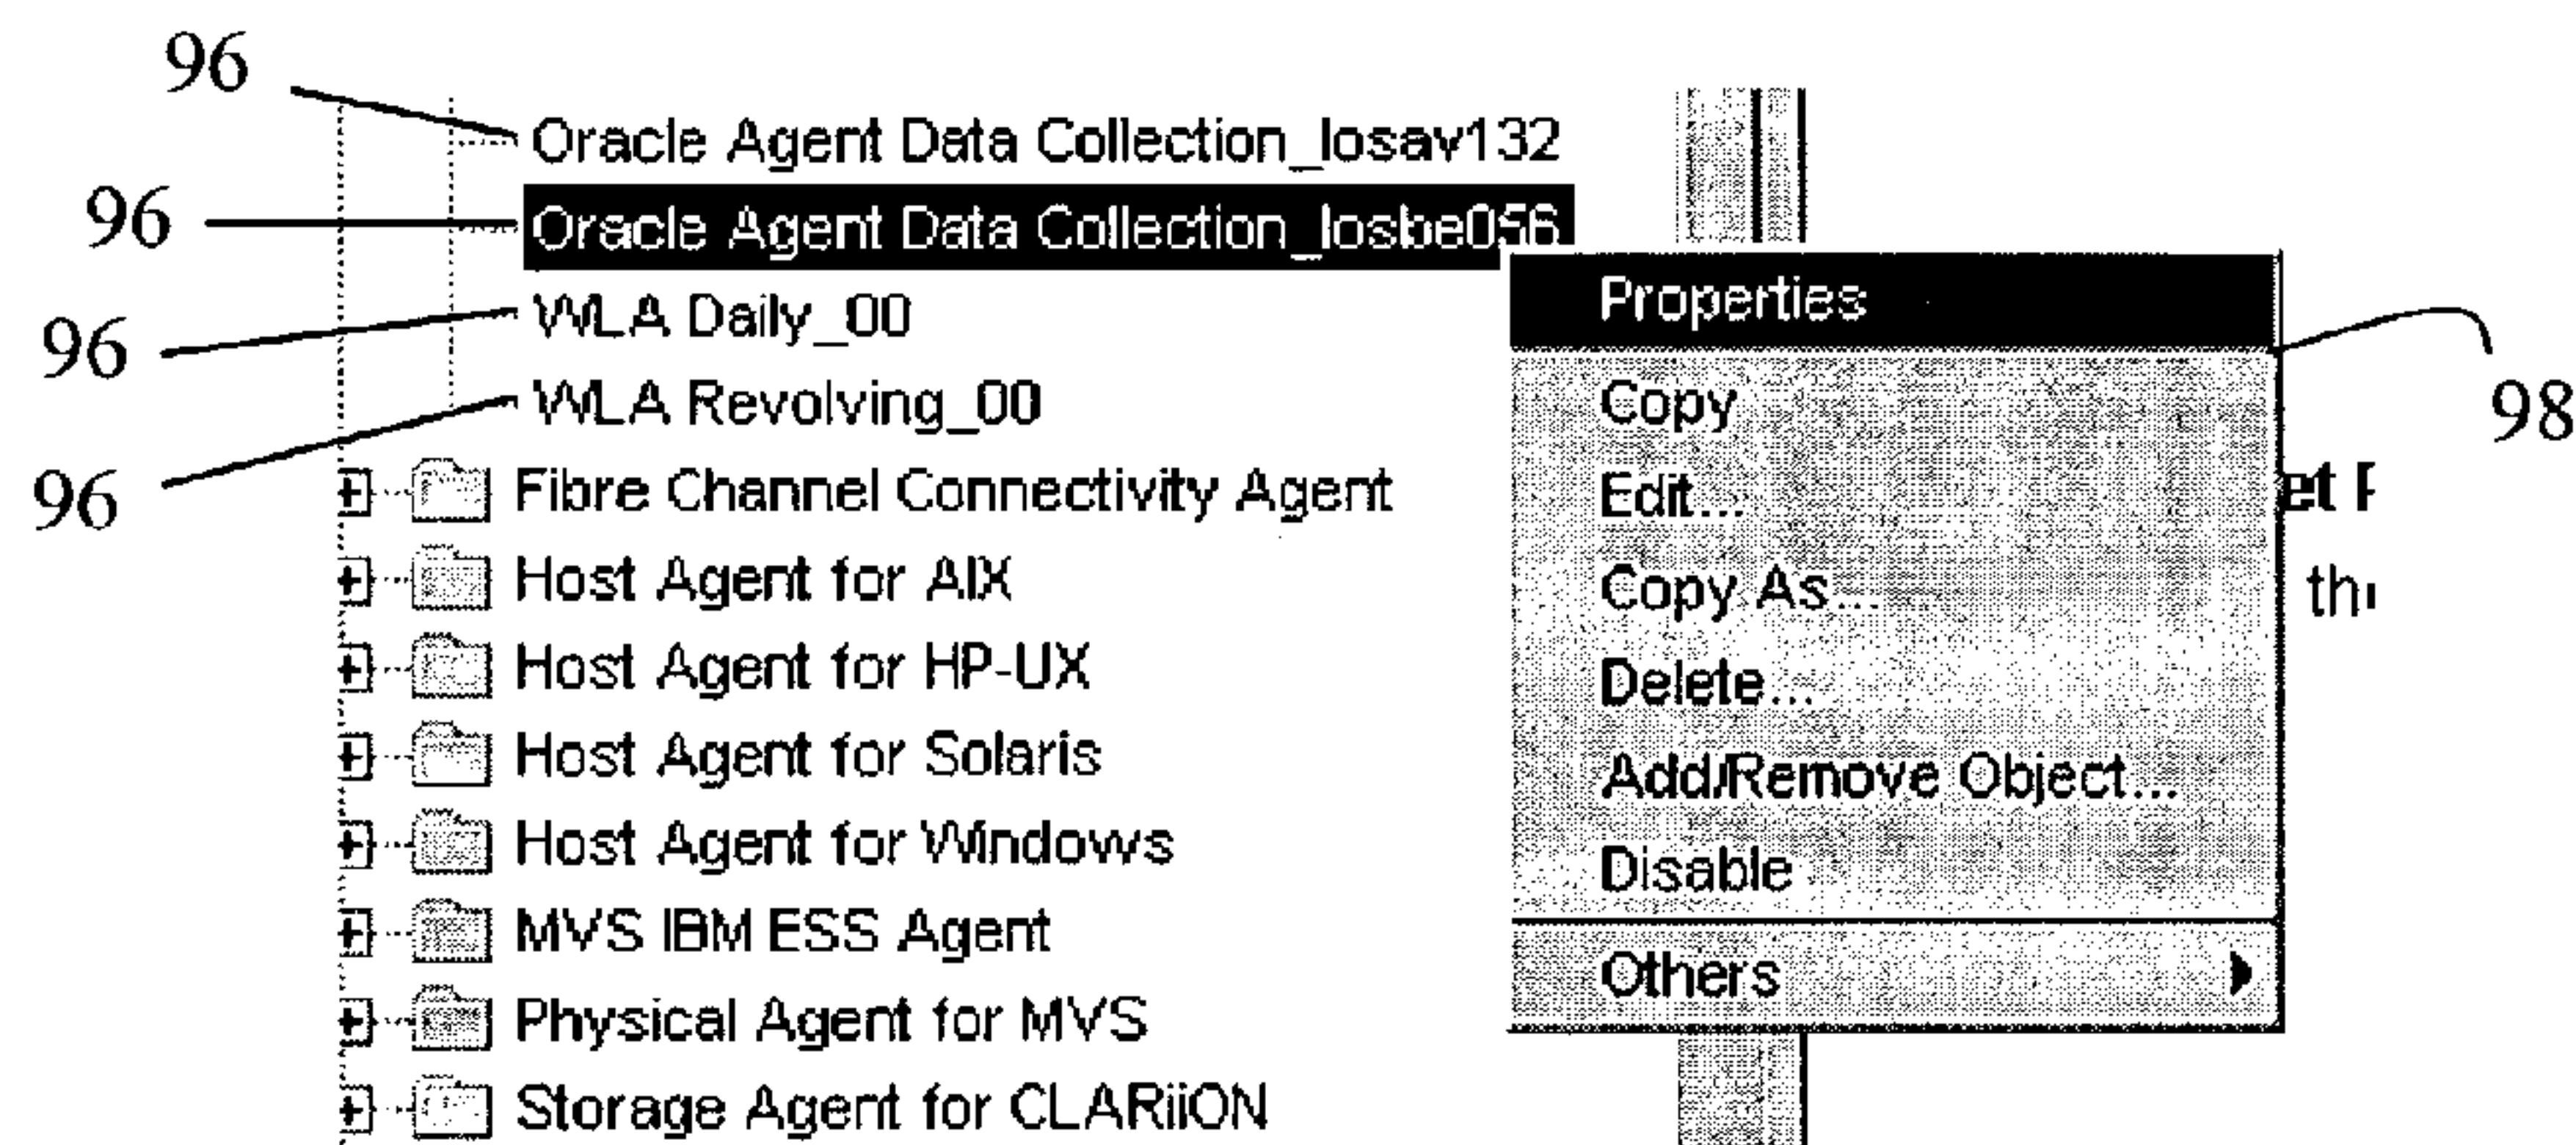 96
Oracle Agent Data Collection_losav132
96
Oracle Agent Data Collection_losbe056
96
WLA Daily_00
96
WLA Revolving_00
Fibre Channel Connectivity Agent
Host Agent for AIX
Host Agent for HP-UX
Host Agent for Solaris
Host Agent for Windows
MVS IBM ESS Agent
Physical Agent for MVS
Storage Agent for CLARiiON
Properties
Copy
Edit...
Copy As...
Delete...
Add/Remove Object...
Disable
Others
98